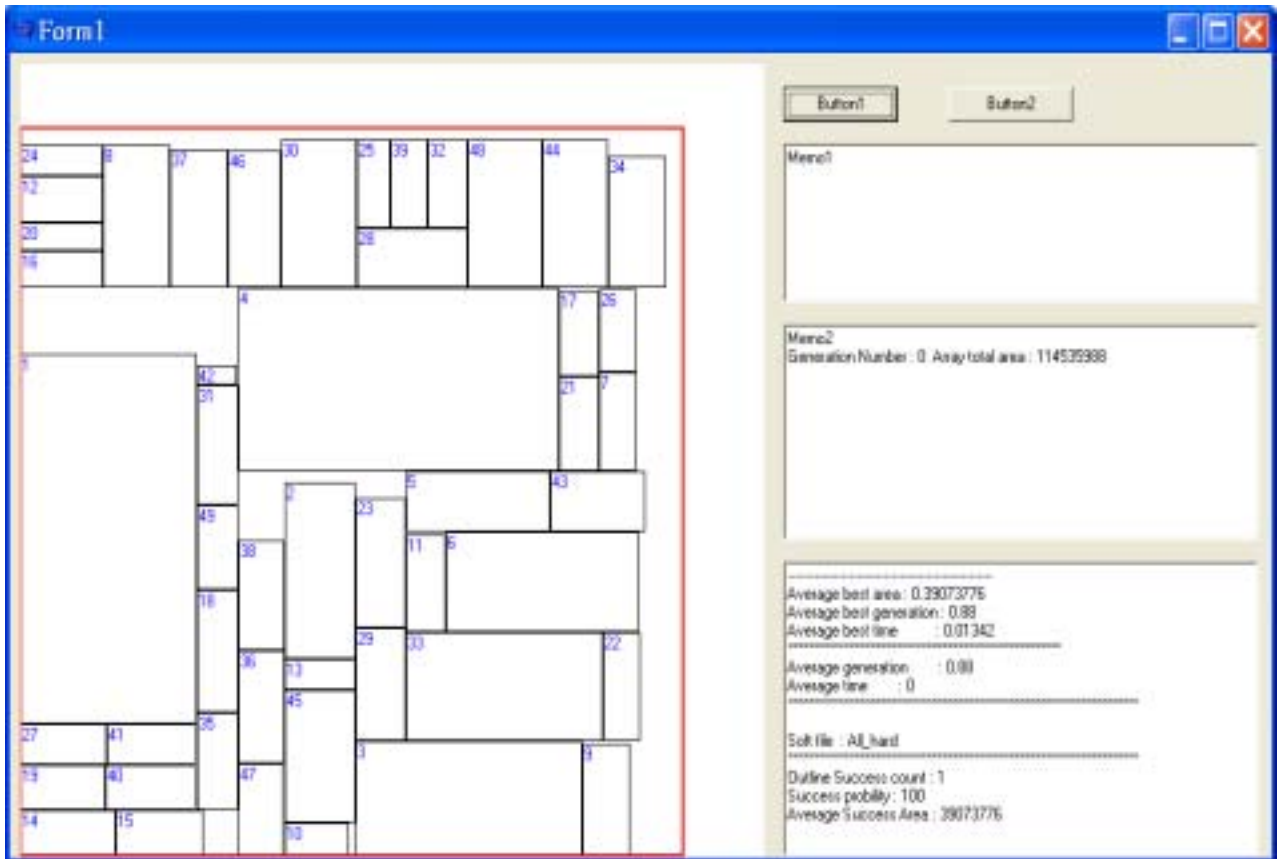 Form1
Button1 Button2
Memo1
Memo2
Generation Number : 0 Array total area : 114535988
-----------------------------------
Average best area : 0.39073776
Average best generation : 0.88
Average best time : 0.01342
Average generation : 0.88
Average time : 0
Soft file : All_hard
Outline Success count : 1
Success probility : 100
Average Success Area : 39073776
24 8 37 46 30 25 39 32 48 44 34
12
20 28
16
4 17 26
1 42 21 7
31
5 43
2 23
49 38 11 6
18
36 13 29 33 22
45
27 41 35 3 9
19 40 47
14 15 10